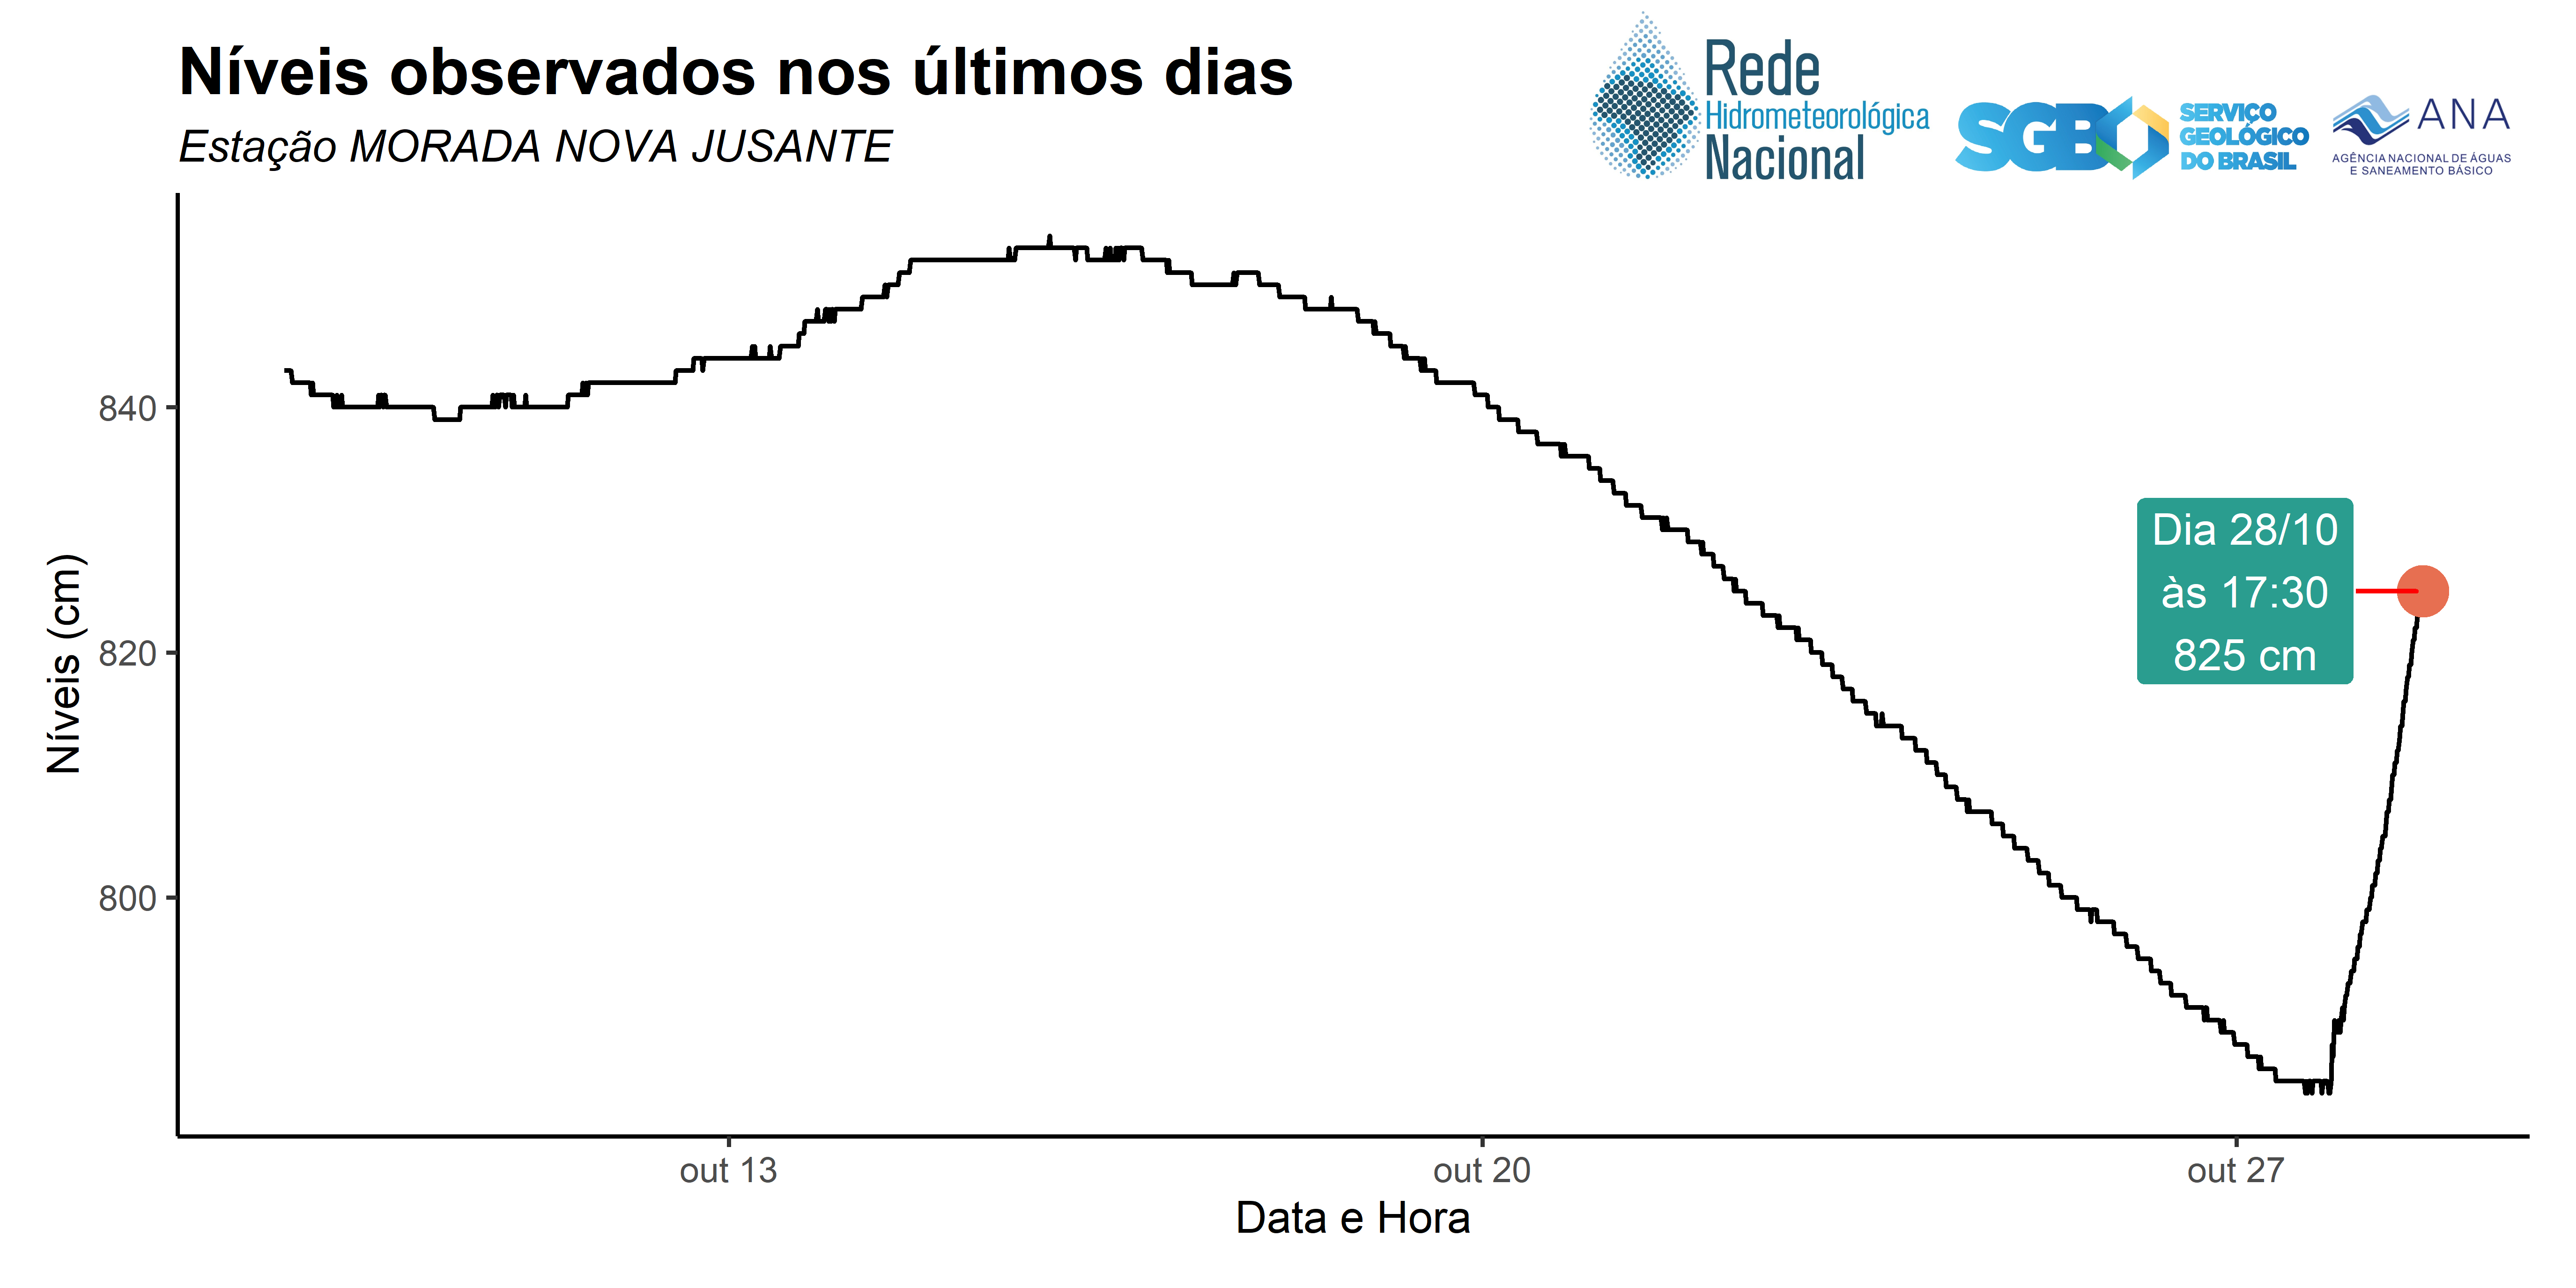 Níveis observados nos últimos dias
Estação MORADA NOVA JUSANTE
Rede
Hidrometeorológica
Nacional
SGB
SERVIÇO
GEOLÓGICO
DO BRASIL
ANA
AGÊNCIA NACIONAL DE ÁGUAS
E SANEAMENTO BÁSICO
Níveis (cm)
840
820
800
Dia 28/10
às 17:30
825 cm
out 13
out 20
out 27
Data e Hora